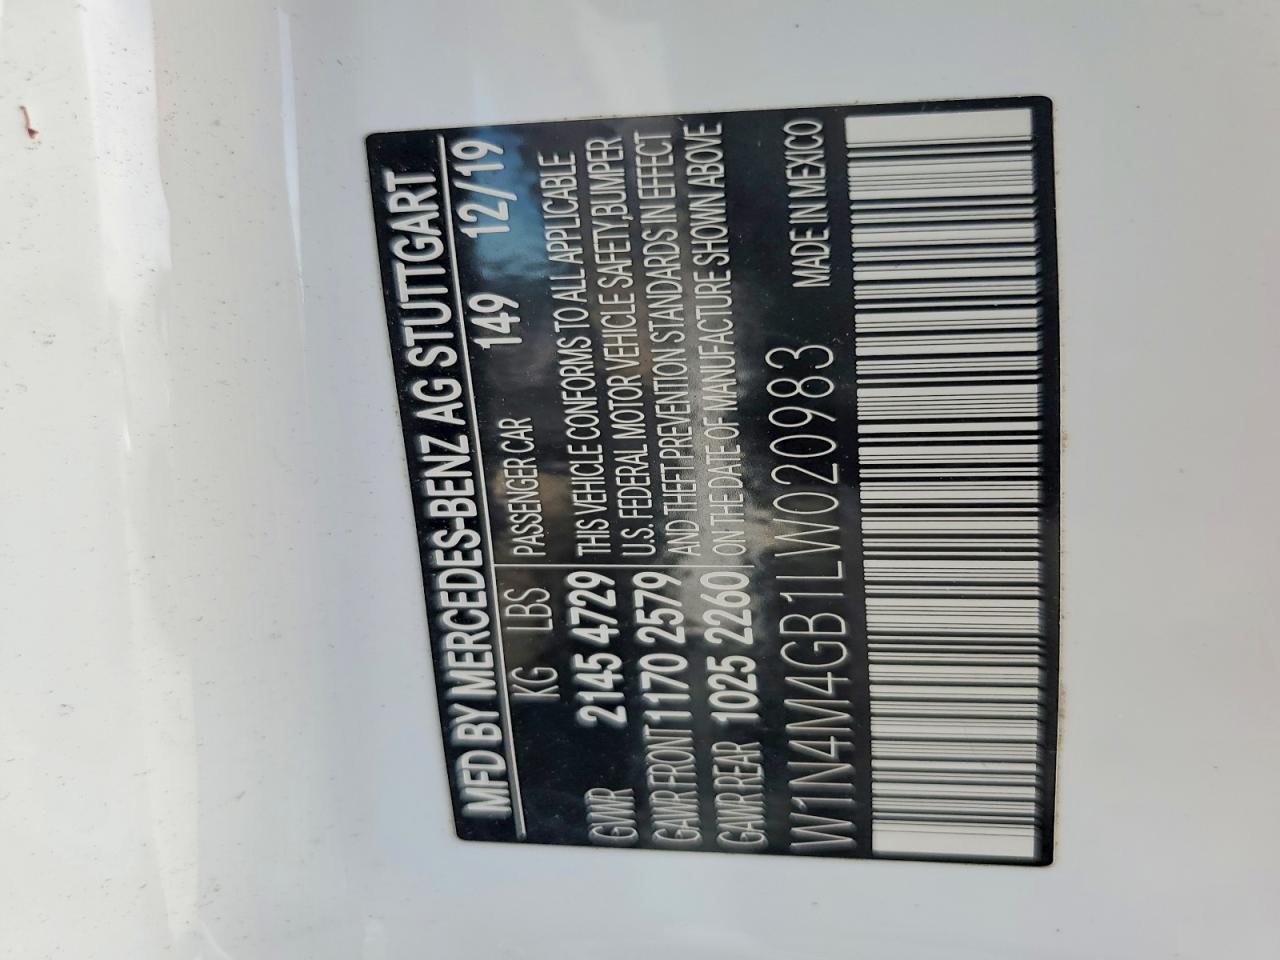 MFD BY MERCEDES-BENZ AG STUTTGART
149 12/19
KG LBS PASSENGER CAR
GVWR 2145 4729 THIS VEHICLE CONFORMS TO ALL APPLICABLE
GAWR FRONT 1170 2579 U.S. FEDERAL MOTOR VEHICLE SAFETY,BUMPER
GAWR REAR 1025 2260 AND THEFT PREVENTION STANDARDS IN EFFECT
ON THE DATE OF MANUFACTURE SHOWN ABOVE
W1N4M4GB1LW020983 MADE IN MEXICO